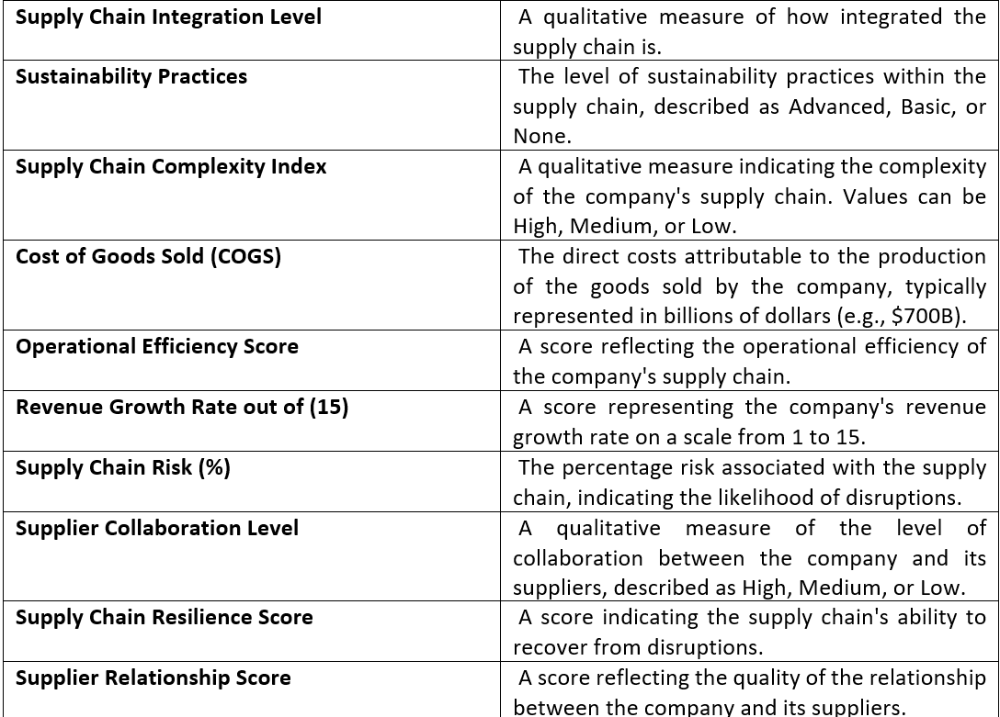 Supply Chain Integration Level
A qualitative measure of how integrated the
supply chain is.
Sustainability Practices
The level of sustainability practices within the
supply chain, described as Advanced, Basic, or
None.
Supply Chain Complexity Index
A qualitative measure indicating the complexity
of the company's supply chain. Values can be
High, Medium, or Low.
Cost of Goods Sold (COGS)
The direct costs attributable to the production
of the goods sold by the company, typically
represented in billions of dollars (e.g., $700B).
Operational Efficiency Score
A score reflecting the operational efficiency of
the company's supply chain.
Revenue Growth Rate out of (15)
A score representing the company's revenue
growth rate on a scale from 1 to 15.
Supply Chain Risk (%)
The percentage risk associated with the supply
chain, indicating the likelihood of disruptions.
Supplier Collaboration Level
A qualitative measure of the level of
collaboration between the company and its
suppliers, described as High, Medium, or Low.
Supply Chain Resilience Score
A score indicating the supply chain's ability to
recover from disruptions.
Supplier Relationship Score
A score reflecting the quality of the relationship
between the company and its suppliers.